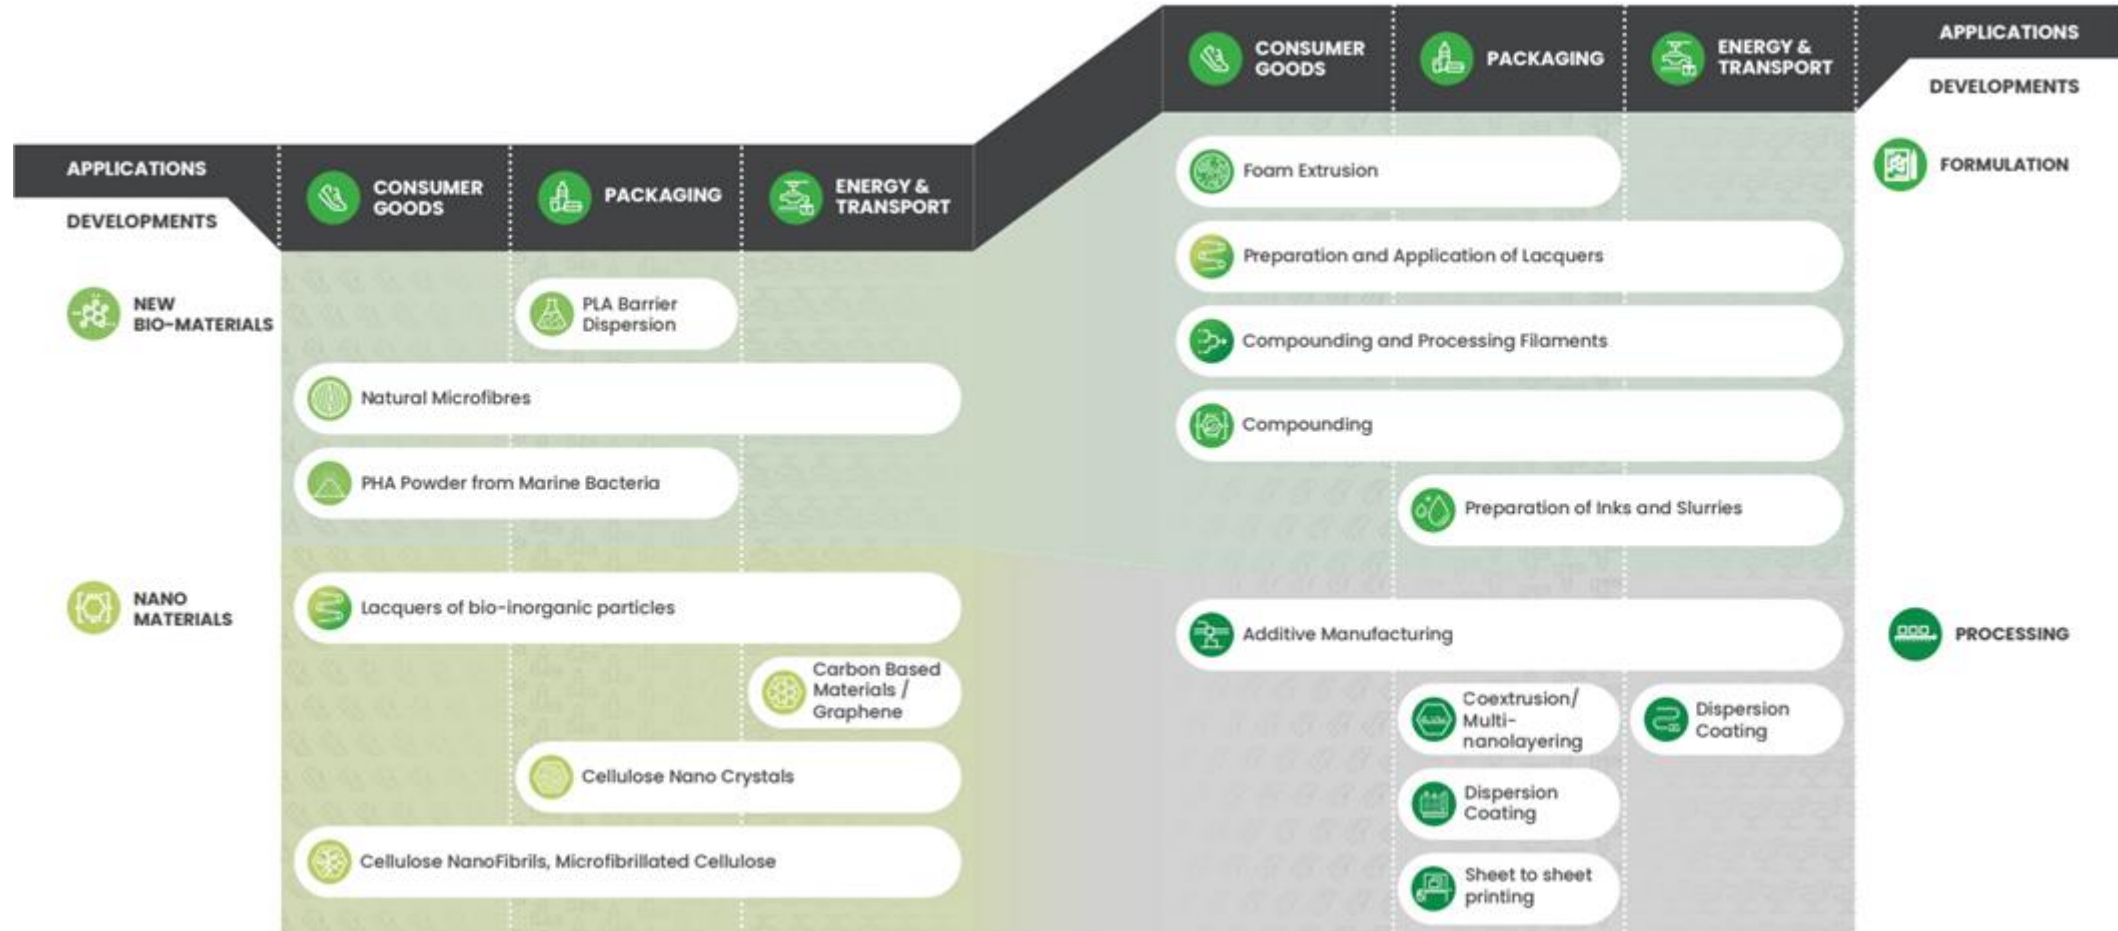 APPLICATIONS
DEVELOPMENTS
CONSUMER
GOODS
PACKAGING
ENERGY &
TRANSPORT
NEW
BIO-MATERIALS
PLA Barrier
Dispersion
Natural Microfibres
PHA Powder from Marine Bacteria
NANO
MATERIALS
Lacquers of bio-inorganic particles
Carbon Based
Materials /
Graphene
Cellulose Nano Crystals
Cellulose NanoFibrils, Microfibrillated Cellulose
CONSUMER
GOODS
PACKAGING
ENERGY &
TRANSPORT
APPLICATIONS
DEVELOPMENTS
Foam Extrusion
FORMULATION
Preparation and Application of Lacquers
Compounding and Processing Filaments
Compounding
Preparation of Inks and Slurries
Additive Manufacturing
PROCESSING
Coextrusion/
Multi-
nanolayering
Dispersion
Coating
Dispersion
Coating
Sheet to sheet
printing